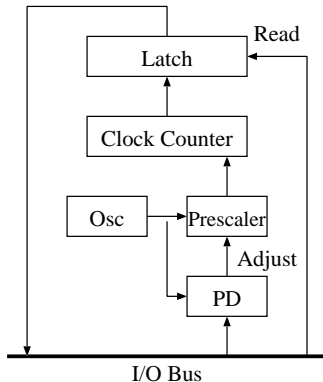 Read
Latch
Clock Counter
Osc
Prescaler
Adjust
PD
I/O Bus